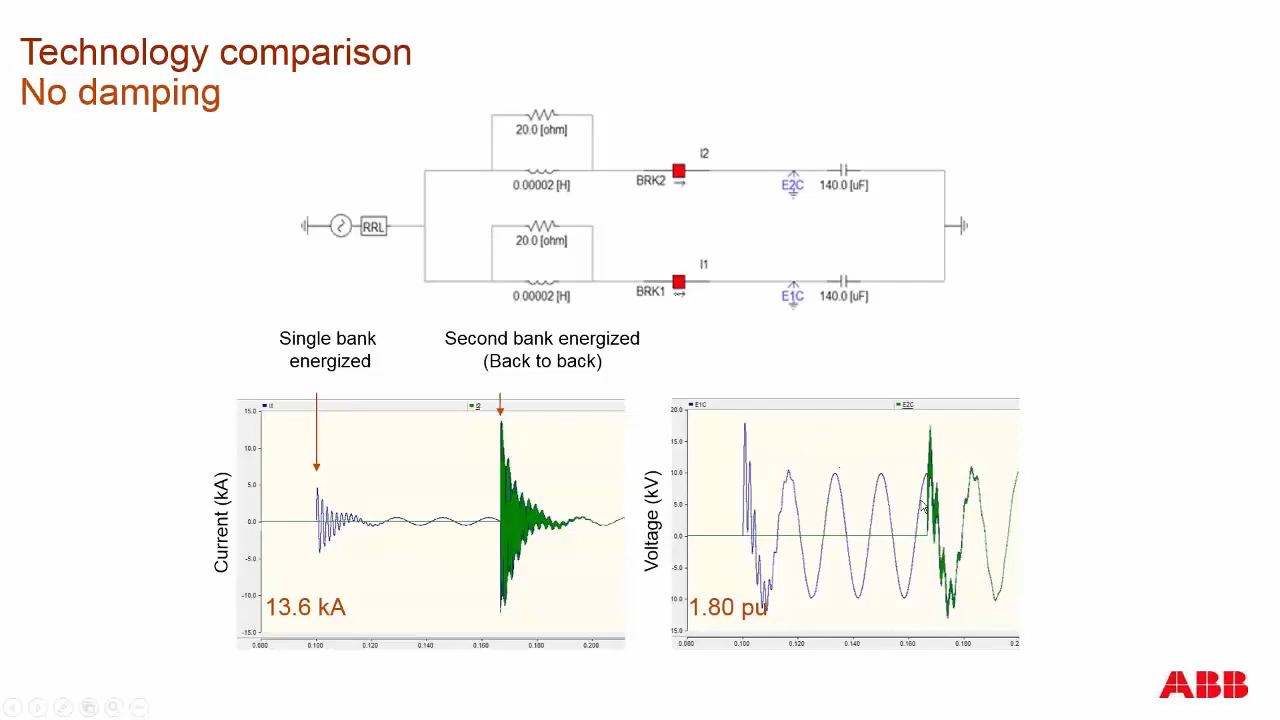 Technology comparison
No damping
20.0 [ohm]
I2
0.00002 [H]
BRK2
E2C
140.0 [uF]
RRL
20.0 [ohm]
I1
0.00002 [H]
BRK1
E1C
140.0 [uF]
Single bank
energized
Second bank energized
(Back to back)
I1
I2
15.0
10.0
5.0
0.0
-5.0
-10.0
-15.0
0.080
0.100
0.120
0.140
0.160
0.180
0.200
Current (kA)
13.6 kA
E1C
E2C
20.0
15.0
10.0
5.0
0.0
-5.0
10.0
15.0
0.080
0.100
0.120
0.140
0.160
0.180
0.2
Voltage (kV)
1.80 pu
ABB